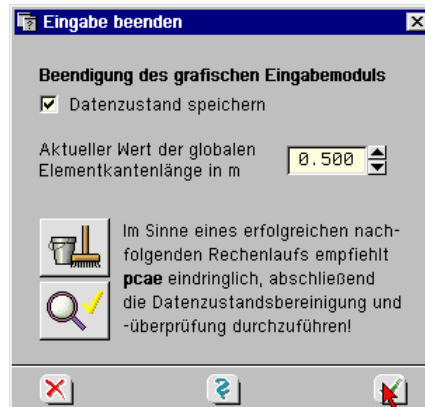 Eingabe beenden
Beendigung des grafischen Eingabemoduls
Datenzustand speichern
Aktueller Wert der globalen
Elementkantenlänge in m
0.500
Im Sinne eines erfolgreichen nach-
folgenden Rechenlaufs empfiehlt
pcae eindringlich, abschließend
die Datenzustandsbereinigung und
-überprüfung durchzuführen!